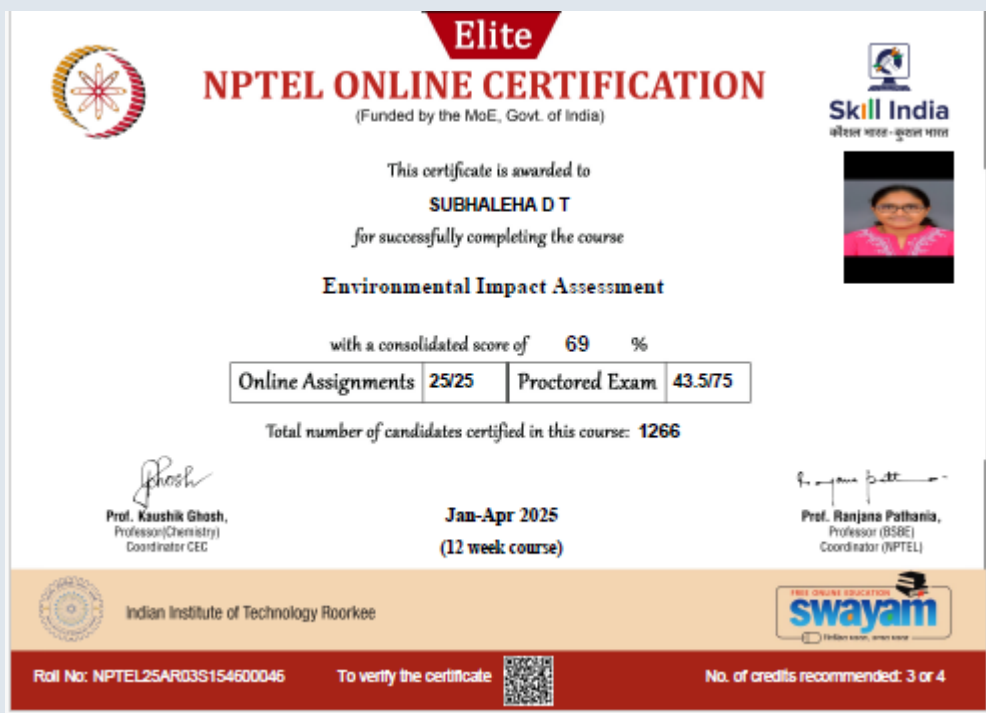 Elite
NPTEL ONLINE CERTIFICATION
(Funded by the MoE, Govt. of India)
Skill India
कौशल भारत - कुशल भारत
This certificate is awarded to
SUBHALEHA D T
for successfully completing the course
Environmental Impact Assessment
with a consolidated score of 69 %
Online Assignments 25/25 Proctored Exam 43.5/75
Total number of candidates certified in this course: 1266
Prof. Kaushik Ghosh,
Professor(Chemistry)
Coordinator CEC
Jan-Apr 2025
(12 week course)
Prof. Ranjana Pathania,
Professor (BSBE)
Coordinator (NPTEL)
Indian Institute of Technology Roorkee
FREE ONLINE EDUCATION
swayam
Roll No: NPTEL25AR03S154600046 To verify the certificate No. of credits recommended: 3 or 4